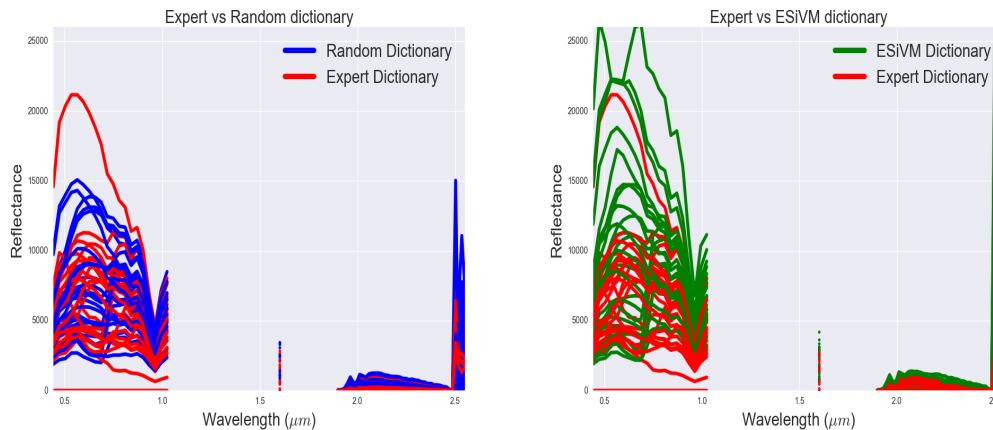 Expert vs Random dictionary
25000
20000
15000
10000
5000
0
Reflectance
Random Dictionary
Expert Dictionary
0.5
1.0
1.5
2.0
2.5
Wavelength (μm)
Expert vs ESiVM dictionary
25000
20000
15000
10000
5000
0
Reflectance
ESiVM Dictionary
Expert Dictionary
0.5
1.0
1.5
2.0
2.5
Wavelength (μm)